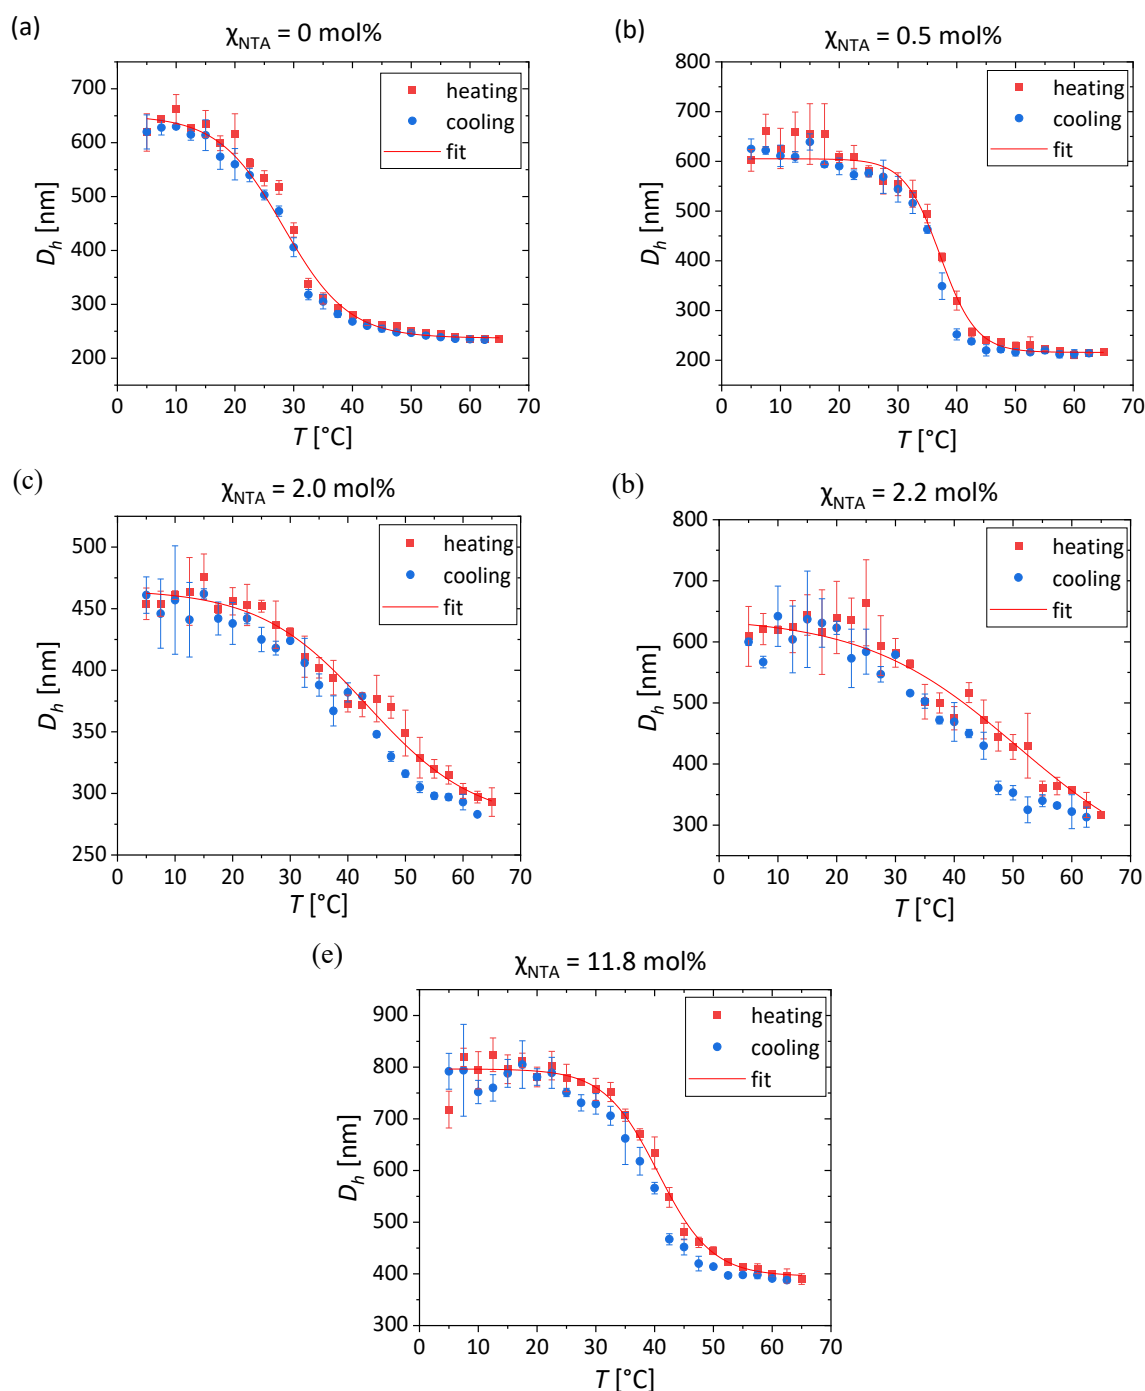 (a)
χNTA = 0 mol%
700
600
500
400
300
200
Dh [nm]
heating
cooling
fit
0 10 20 30 40 50 60 70
T [°C]
(b)
χNTA = 0.5 mol%
800
700
600
500
400
300
200
Dh [nm]
heating
cooling
fit
0 10 20 30 40 50 60 70
T [°C]
(c)
χNTA = 2.0 mol%
500
450
400
350
300
250
Dh [nm]
heating
cooling
fit
0 10 20 30 40 50 60 70
T [°C]
(b)
χNTA = 2.2 mol%
800
700
600
500
400
300
Dh [nm]
heating
cooling
fit
0 10 20 30 40 50 60 70
T [°C]
(e)
χNTA = 11.8 mol%
900
800
700
600
500
400
300
Dh [nm]
heating
cooling
fit
0 10 20 30 40 50 60 70
T [°C]